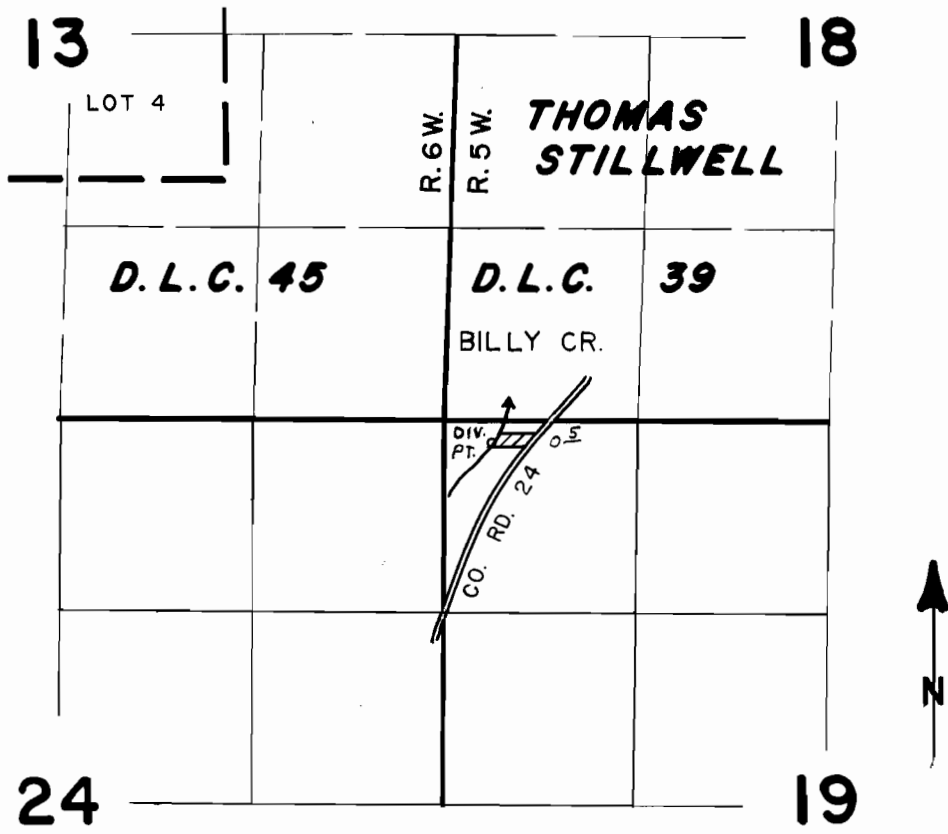 13
18
LOT 4
R. 6 W.
R. 5 W.
THOMAS
STILLWELL
D. L. C. 45
D. L. C. 39
BILLY CR.
DIV.
PT.
5
CO. RD. 24
N
24
19